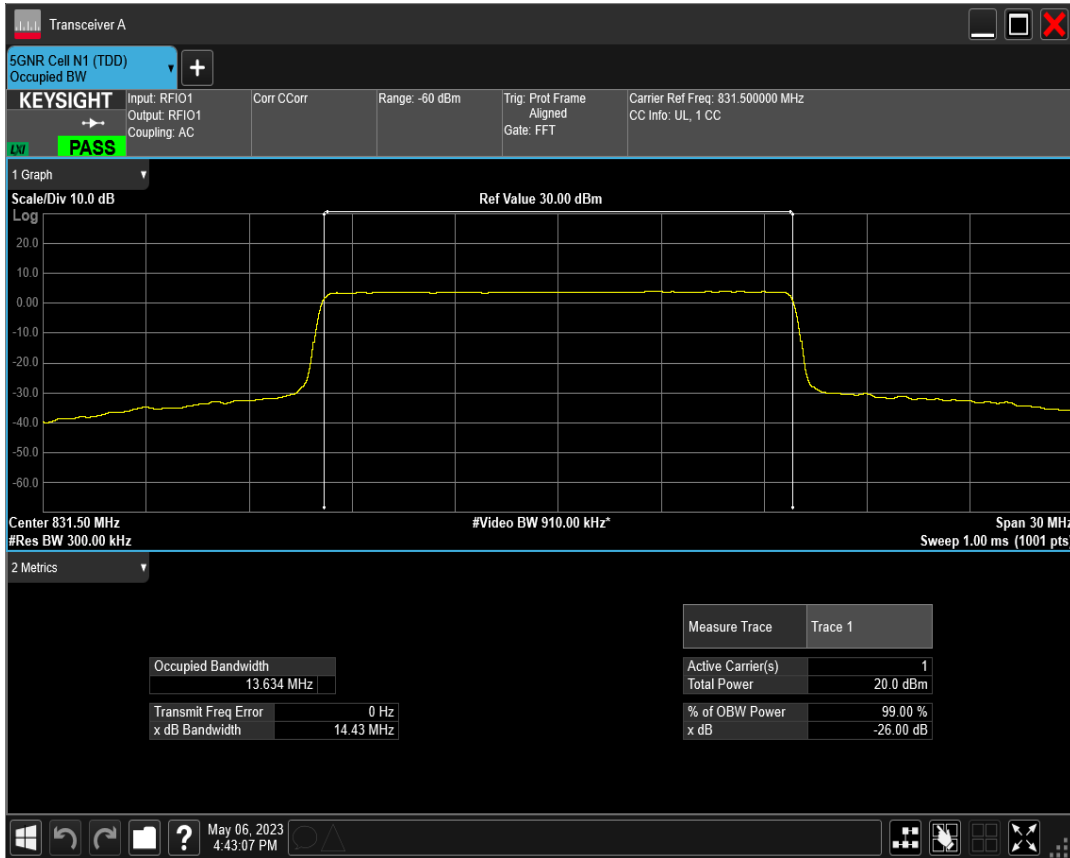 Transceiver A
5GNR Cell N1 (TDD)
Occupied BW
+
KEYSIGHT
LXI
PASS
Input: RFIO1
Output: RFIO1
Coupling: AC
Corr CCorr
Range: -60 dBm
Trig: Prot Frame
Aligned
Gate: FFT
Carrier Ref Freq: 831.500000 MHz
CC Info: UL, 1 CC
1 Graph
Scale/Div 10.0 dB
Ref Value 30.00 dBm
Log
20.0
10.0
0.00
-10.0
-20.0
-30.0
-40.0
-50.0
-60.0
Center 831.50 MHz
#Video BW 910.00 kHz*
Span 30 MHz
#Res BW 300.00 kHz
Sweep 1.00 ms (1001 pts)
2 Metrics
Measure Trace Trace 1
Occupied Bandwidth
13.634 MHz
Active Carrier(s) 1
Total Power 20.0 dBm
Transmit Freq Error 0 Hz
x dB Bandwidth 14.43 MHz
% of OBW Power 99.00 %
x dB -26.00 dB
?
May 06, 2023
4:43:07 PM